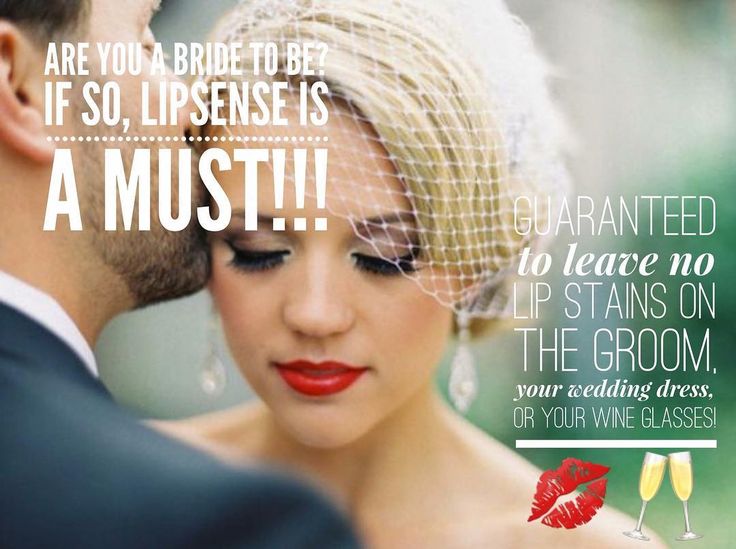 ARE YOU A BRIDE TO BE?
IF SO, LIPSENSE IS
A MUST!!!
GUARANTEED
to leave no
LIP STAINS ON
THE GROOM,
your wedding dress,
OR YOUR WINE GLASSES!